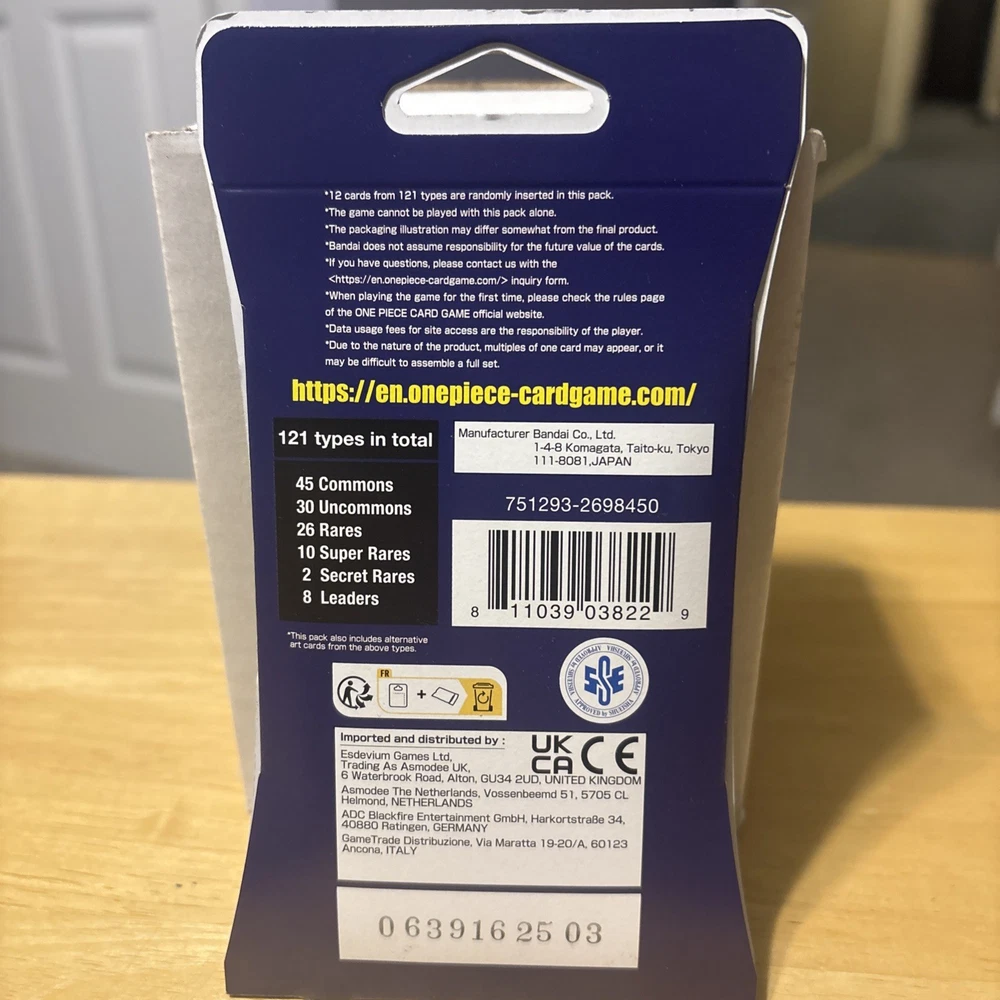 *12 cards from 121 types are randomly inserted in this pack.
*The game cannot be played with this pack alone.
*The packaging illustration may differ somewhat from the final product.
*Bandai does not assume responsibility for the future value of the cards.
*If you have questions, please contact us with the
<https://en.onepiece-cardgame.com/> inquiry form.
*When playing the game for the first time, please check the rules page
of the ONE PIECE CARD GAME official website.
*Data usage fees for site access are the responsibility of the player.
*Due to the nature of the product, multiples of one card may appear, or it
may be difficult to assemble a full set.
https://en.onepiece-cardgame.com/
121 types in total
45 Commons
30 Uncommons
26 Rares
10 Super Rares
2 Secret Rares
8 Leaders
*This pack also includes alternative
art cards from the above types.
Manufacturer Bandai Co., Ltd.
1-4-8 Komagata, Taito-ku, Tokyo
111-8081,JAPAN
751293-2698450
8 11039 03822 9
FR
+
SSE
APPROVED by SHUEISHA
Imported and distributed by :
UK
CA CE
Esdevium Games Ltd,
Trading As Asmodee UK,
6 Waterbrook Road, Alton, GU34 2UD, UNITED KINGDOM
Asmodee The Netherlands, Vossenbeemd 51, 5705 CL
Helmond, NETHERLANDS
ADC Blackfire Entertainment GmbH, Harkortstraße 34,
40880 Ratingen, GERMANY
GameTrade Distribuzione, Via Maratta 19-20/A, 60123
Ancona, ITALY
0639162503